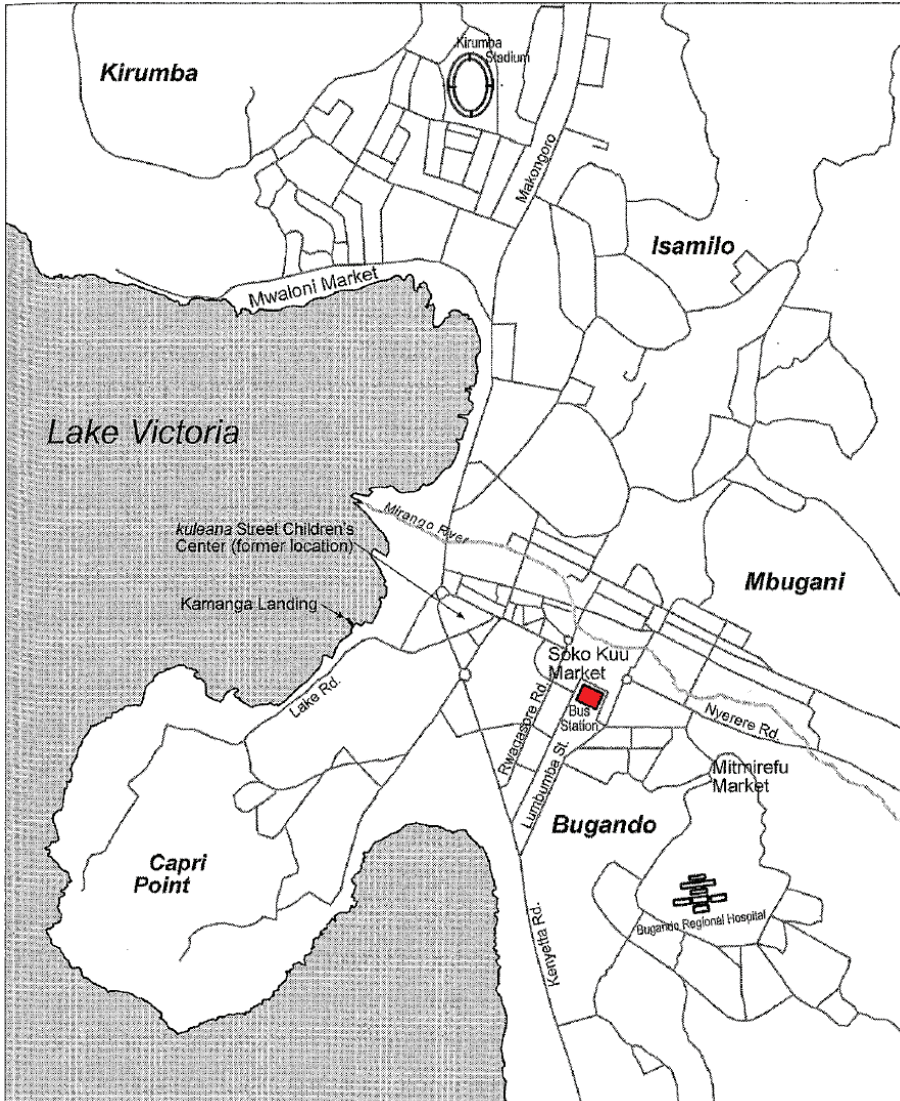 Kirumba
Stadium
Kirumba
Makongoro
Isamilo
Mwaloni Market
Lake Victoria
Mirango River
kuleana Street Children's
Center (former location)
Mbugani
Kamanga Landing
Soko Kuu
Market
Lake Rd.
Rwagasore Rd.
Bus
Station
Nyerere Rd.
Lumbumba St.
Mitmirefu
Market
Bugando
Capri
Point
Bugando Regional Hospital
Kenyetta Rd.